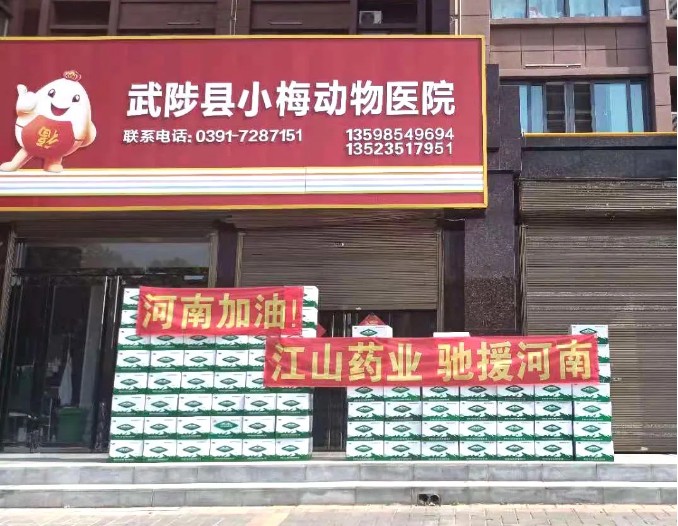 武陟县小梅动物医院
联系电话:0391-7287151
13598549694
13523517951
福
河南加油!
江山药业 驰援河南